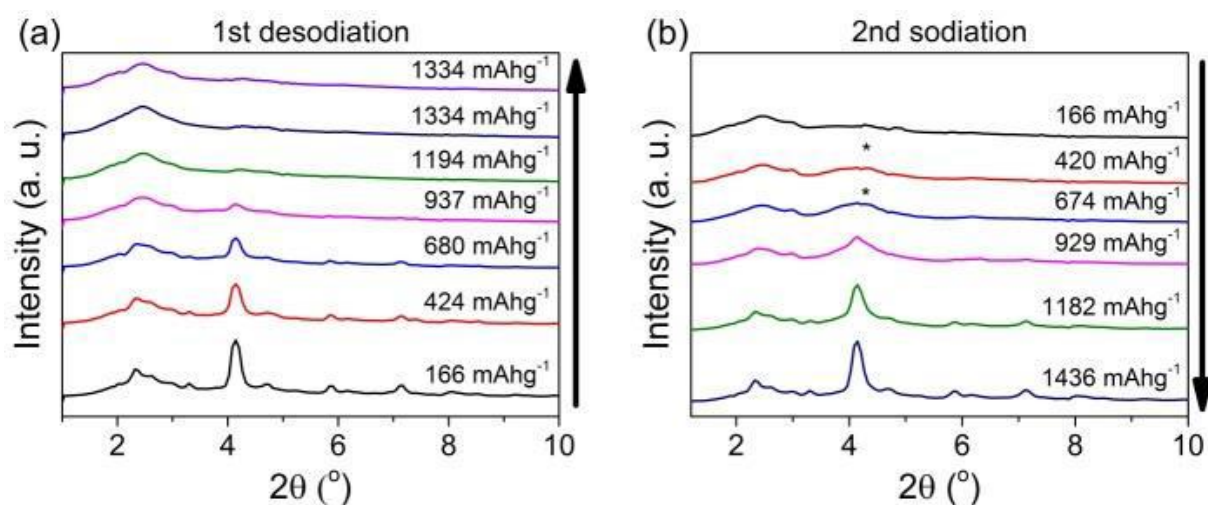 (a)
1st desodiation
1334 mAhg⁻¹
1334 mAhg⁻¹
1194 mAhg⁻¹
937 mAhg⁻¹
680 mAhg⁻¹
424 mAhg⁻¹
166 mAhg⁻¹
Intensity (a. u.)
2 4 6 8 10
2θ (°)
(b)
2nd sodiation
166 mAhg⁻¹
*
420 mAhg⁻¹
*
674 mAhg⁻¹
929 mAhg⁻¹
1182 mAhg⁻¹
1436 mAhg⁻¹
Intensity (a. u.)
2 4 6 8 10
2θ (°)